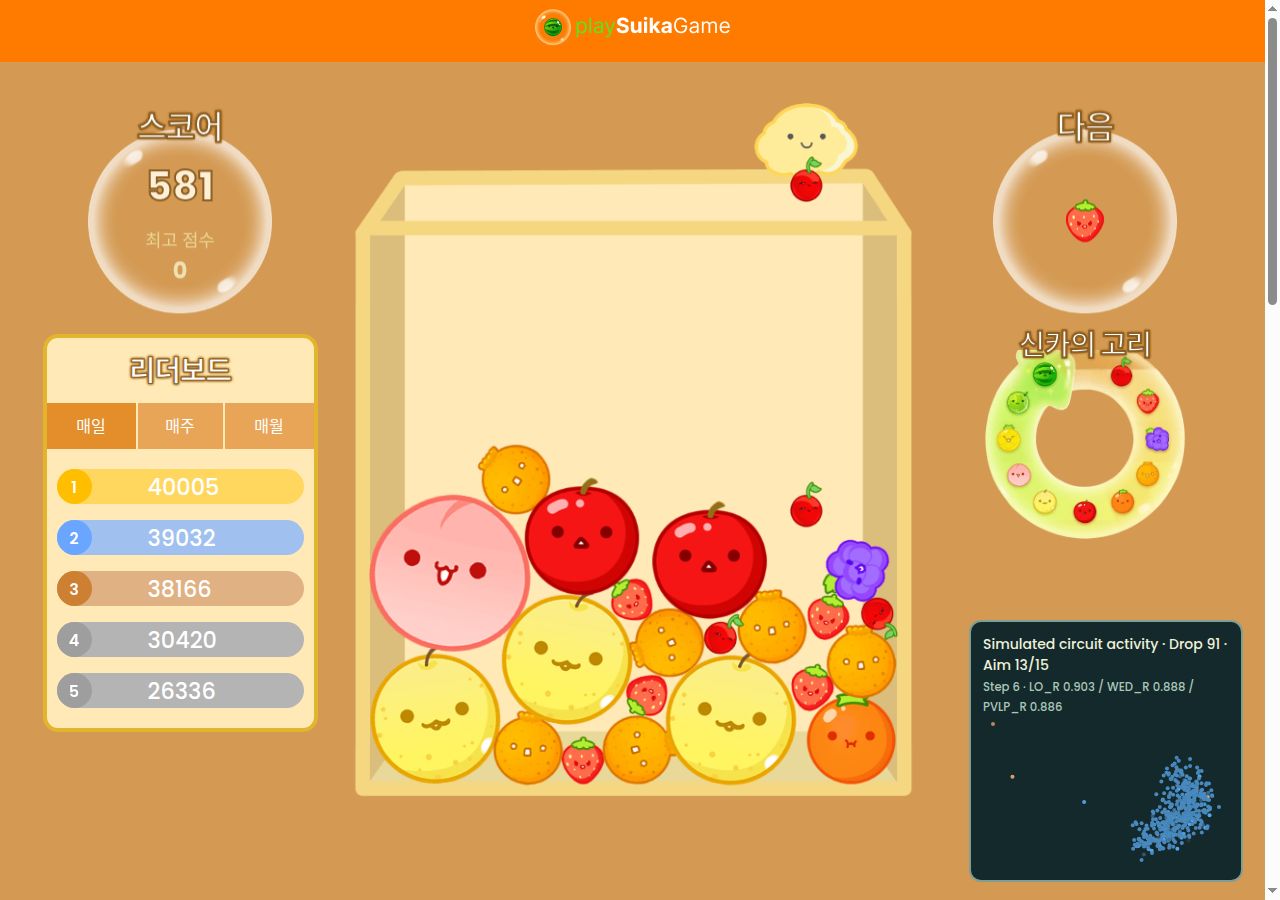 playSuikaGame
스코어
581
최고 점수
0
다음
리더보드
매일
매주
매월
1 40005
2 39032
3 38166
4 30420
5 26336
신카의 고리
Simulated circuit activity · Drop 91 ·
Aim 13/15
Step 6 · LO_R 0.903 / WED_R 0.888 /
PVLP_R 0.886